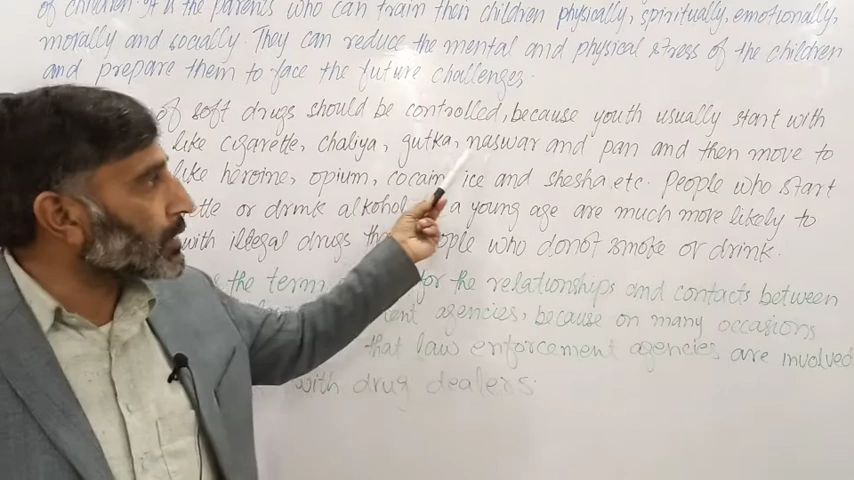 of children. It is the parents who can train their children physically, spiritually, emotionally,
morally and socially. They can reduce the mental and physical stress of the children
and prepare them to face the future challenges.
of soft drugs should be controlled, because youth usually start with
like cigarette, chaliya, gutka, naswar and pan and then move to
like heroine, opium, cocain, ice and shesha. etc. People who start
or drink alkohol a young age are much more likely to
with illegal drugs than people who donot smoke or drink.
the term for the relationships and contacts between
agencies, because on many occasions
that law enforcement agencies are involved
with drug dealers.